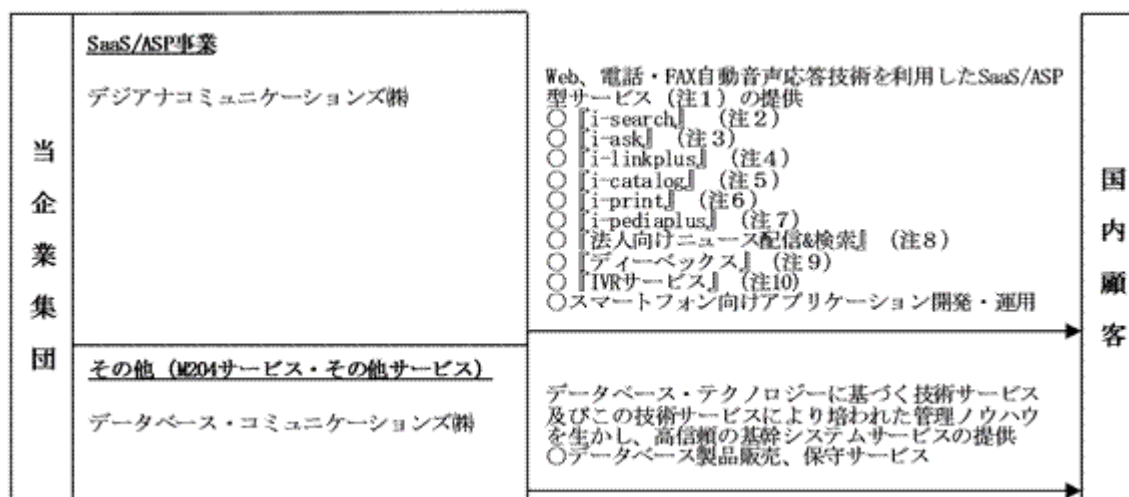 当企業集団
SaaS/ASP事業
デジアナコミュニケーションズ㈱
Web、電話・FAX自動音声応答技術を利用したSaaS/ASP
型サービス（注１）の提供
○『i-search』（注２）
○『i-ask』（注３）
○『i-linkplus』（注４）
○『i-catalog』（注５）
○『i-print』（注６）
○『i-pediaplus』（注７）
○『法人向けニュース配信&検索』（注８）
○『ディーベックス』（注９）
○『IVRサービス』（注10）
○スマートフォン向けアプリケーション開発・運用
その他（M204サービス・その他サービス）
データベース・コミュニケーションズ㈱
データベース・テクノロジーに基づく技術サービス
及びこの技術サービスにより培われた管理ノウハウ
を生かし、高信頼の基幹システムサービスの提供
○データベース製品販売、保守サービス
国内顧客